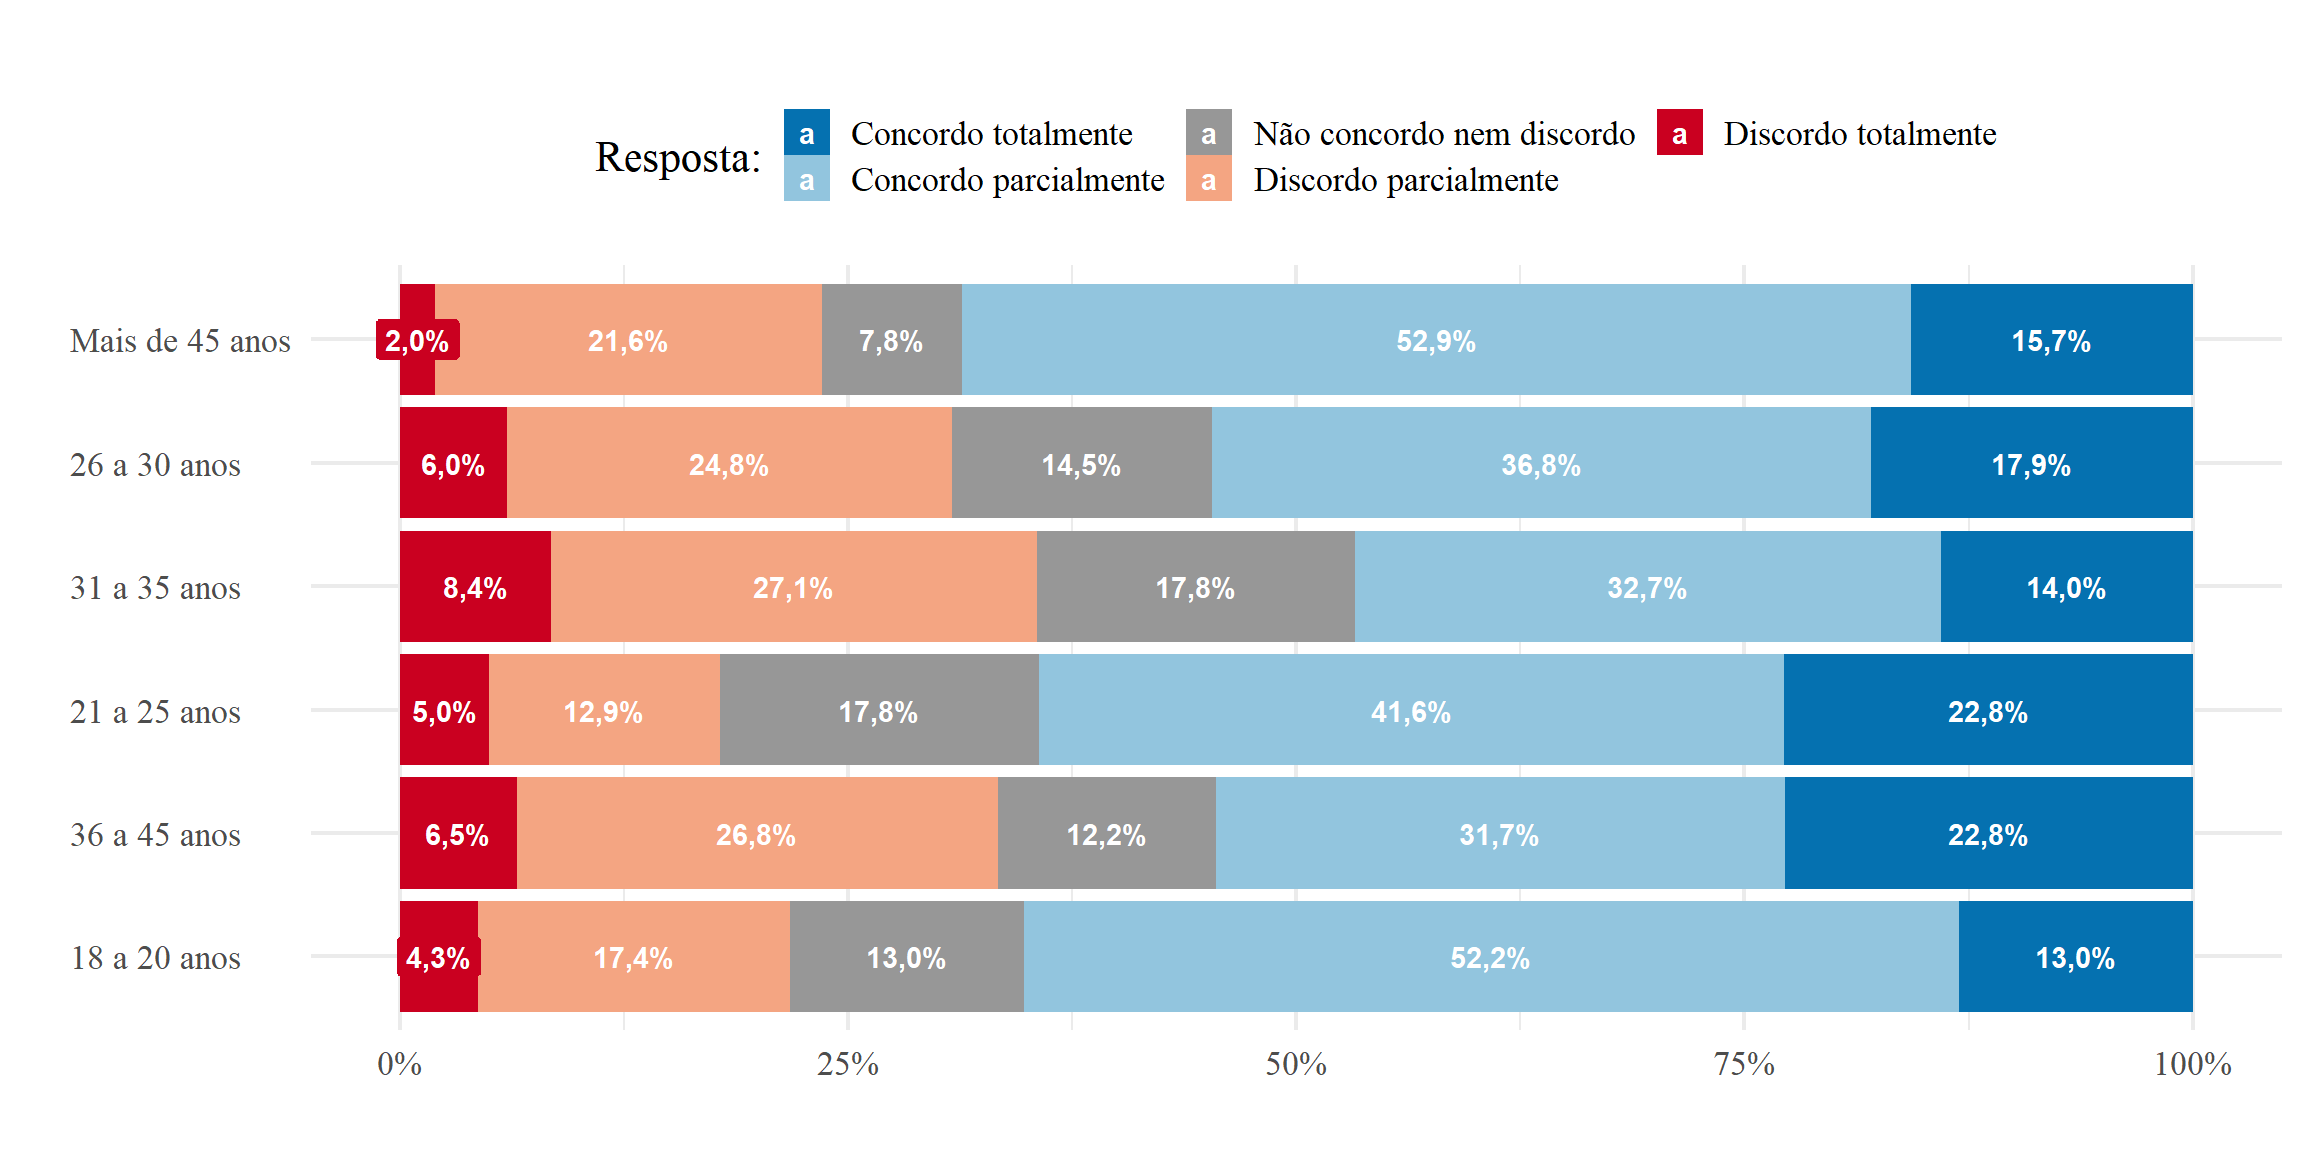 Resposta:
a Concordo totalmente a Não concordo nem discordo a Discordo totalmente
a Concordo parcialmente a Discordo parcialmente
Mais de 45 anos 2,0% 21,6% 7,8% 52,9% 15,7%
26 a 30 anos 6,0% 24,8% 14,5% 36,8% 17,9%
31 a 35 anos 8,4% 27,1% 17,8% 32,7% 14,0%
21 a 25 anos 5,0% 12,9% 17,8% 41,6% 22,8%
36 a 45 anos 6,5% 26,8% 12,2% 31,7% 22,8%
18 a 20 anos 4,3% 17,4% 13,0% 52,2% 13,0%
0% 25% 50% 75% 100%